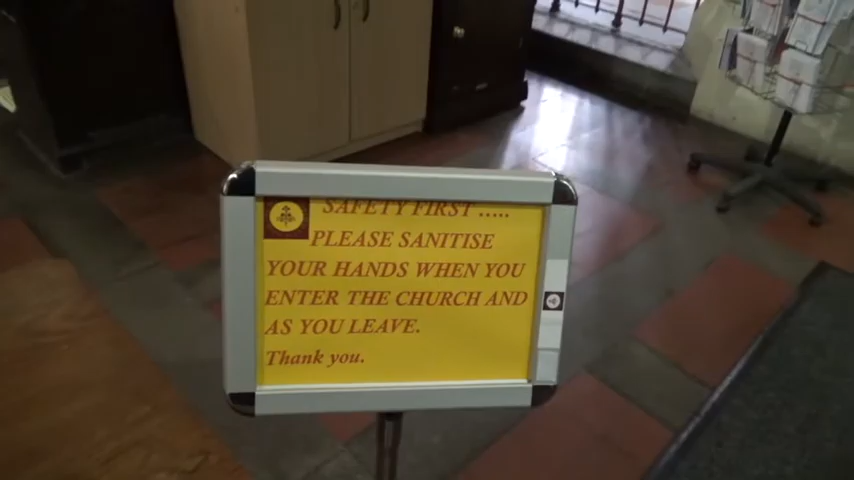 SAFETY FIRST .....
PLEASE SANITISE
YOUR HANDS WHEN YOU
ENTER THE CHURCH AND
AS YOU LEAVE.
Thank you.